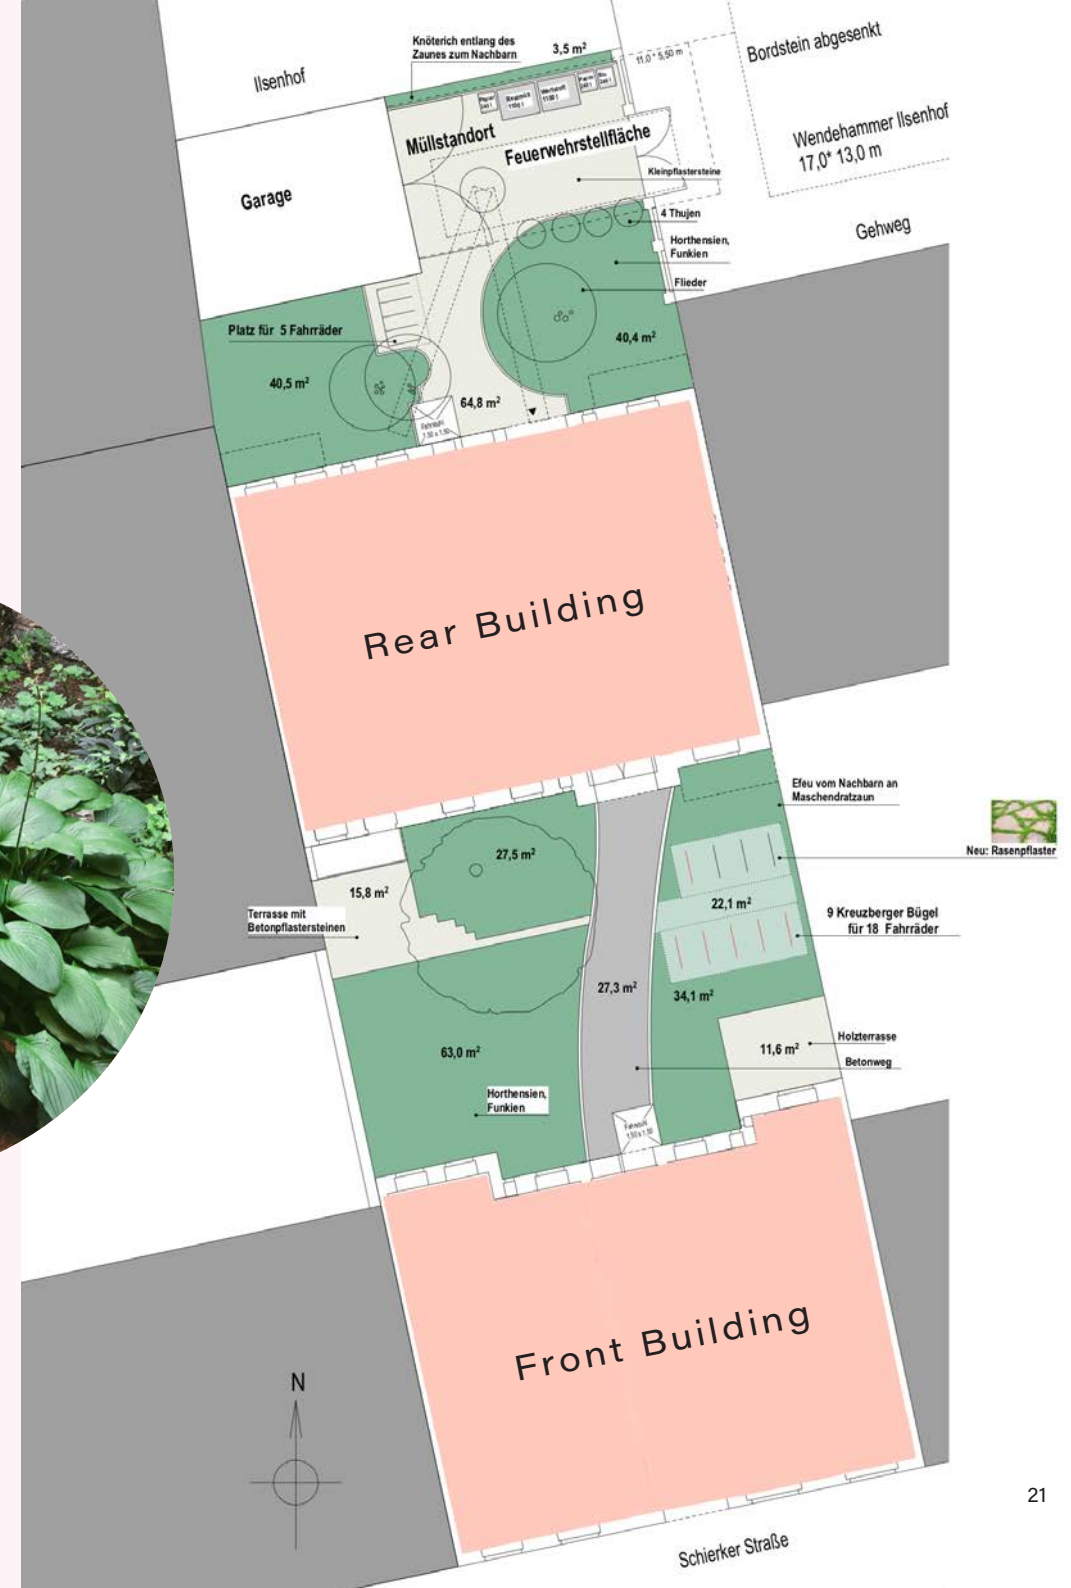 Knöterich entlang des
Zaunes zum Nachbarn
3,5 m²
11,0 * 5,50 m
Bordstein abgesenkt
Ilsenhof
Wendehammer Ilsenhof
17,0* 13,0 m
Müllstandort
Feuerwehrstellfläche
Kleinpflastersteine
Garage
4 Thujen
Gehweg
Horthensien,
Funkien
Flieder
Platz für 5 Fahrräder
40,4 m²
40,5 m²
64,8 m²
Rear Building
Efeu vom Nachbarn an
Maschendratzaun
Neu: Rasenpflaster
27,5 m²
15,8 m²
22,1 m²
Terrasse mit
Betonpflastersteinen
9 Kreuzberger Bügel
für 18 Fahrräder
27,3 m²
34,1 m²
Holzterrasse
11,6 m²
63,0 m²
Betonweg
Horthensien,
Funkien
Front Building
N
21
Schierker Straße